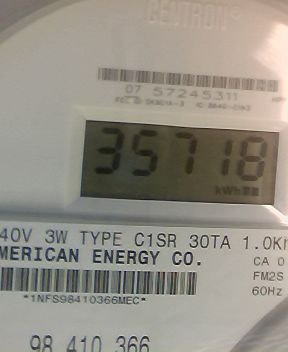 CENTRON®
07 57245311
35718
kWh
40V 3W TYPE C1SR 30TA 1.0Kh
MERICAN ENERGY CO.
CA 0
FM2S
60Hz
*1NFS98410366MEC*
98 410 366